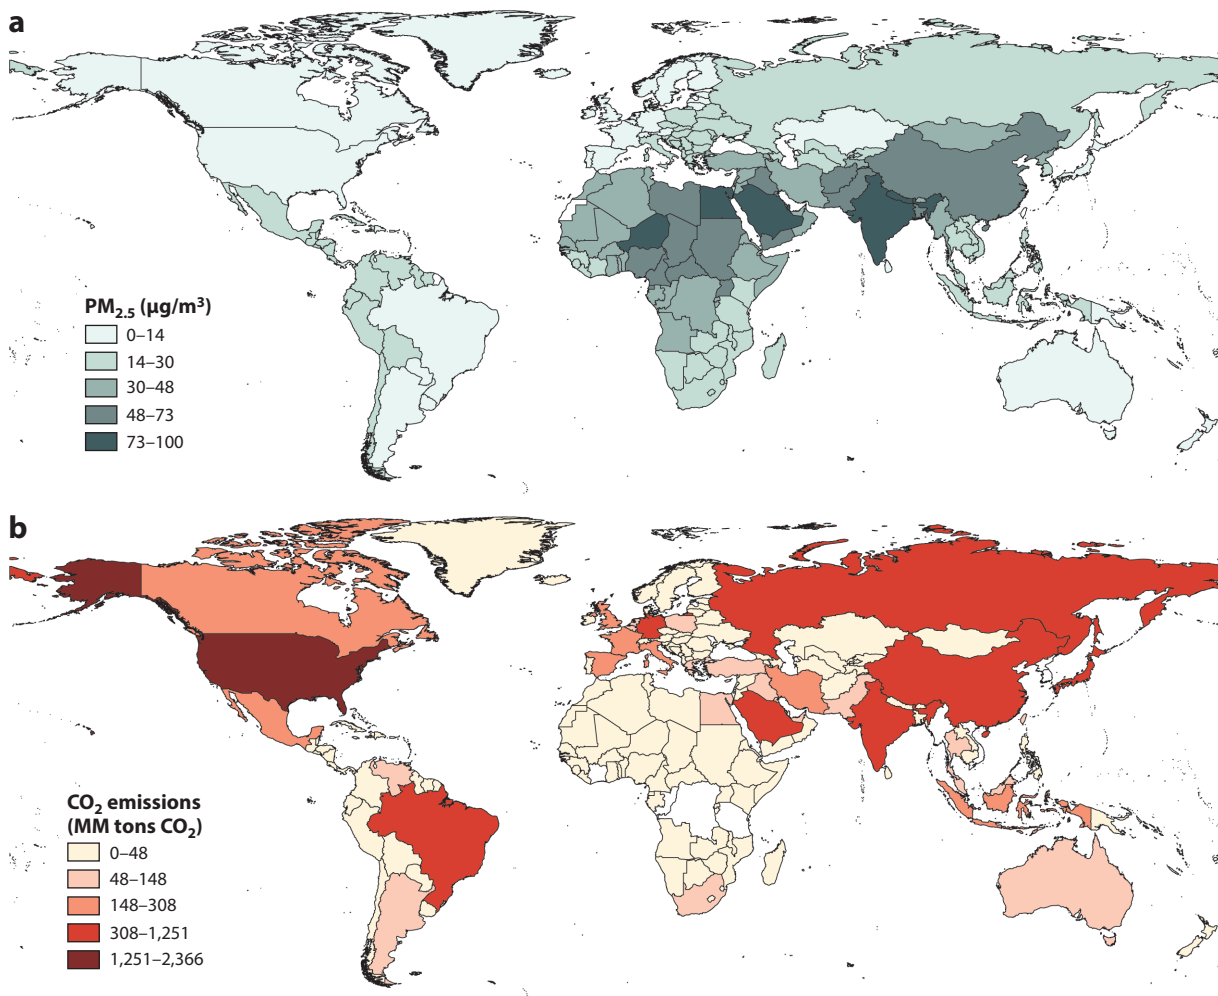 a
PM₂.₅ (µg/m³)
0–14
14–30
30–48
48–73
73–100
b
CO₂ emissions
(MM tons CO₂)
0–48
48–148
148–308
308–1,251
1,251–2,366